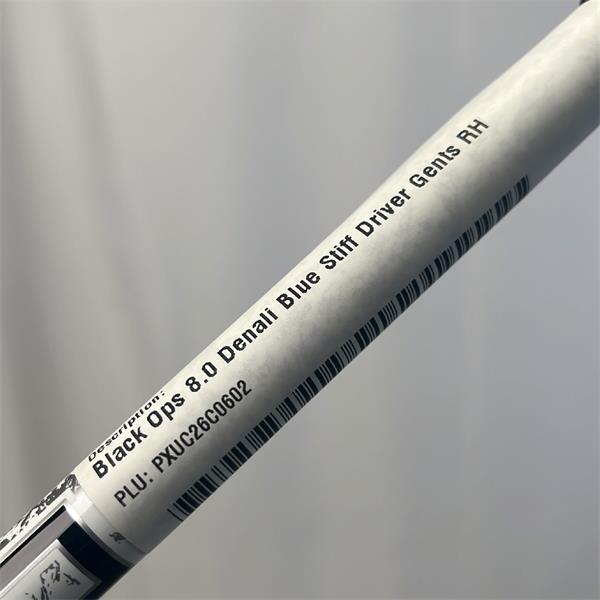 Description:
Black Ops 8.0 Denali Blue Stiff Driver Gents RH
PLU: PXUC26C0602